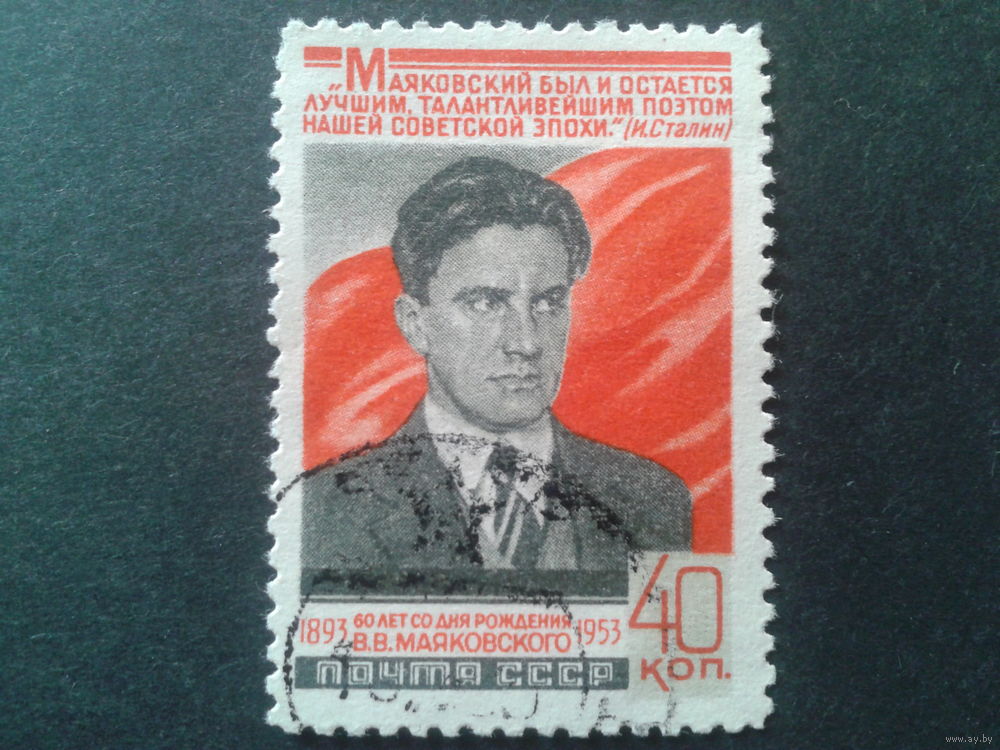 „Маяковский был и остается
лучшим, талантливейшим поэтом
нашей советской эпохи.“ (И.Сталин)
1893 60 ЛЕТ СО ДНЯ РОЖДЕНИЯ 1953
В.В. МАЯКОВСКОГО
40
КОП.
ПОЧТА СССР
www.ay.by